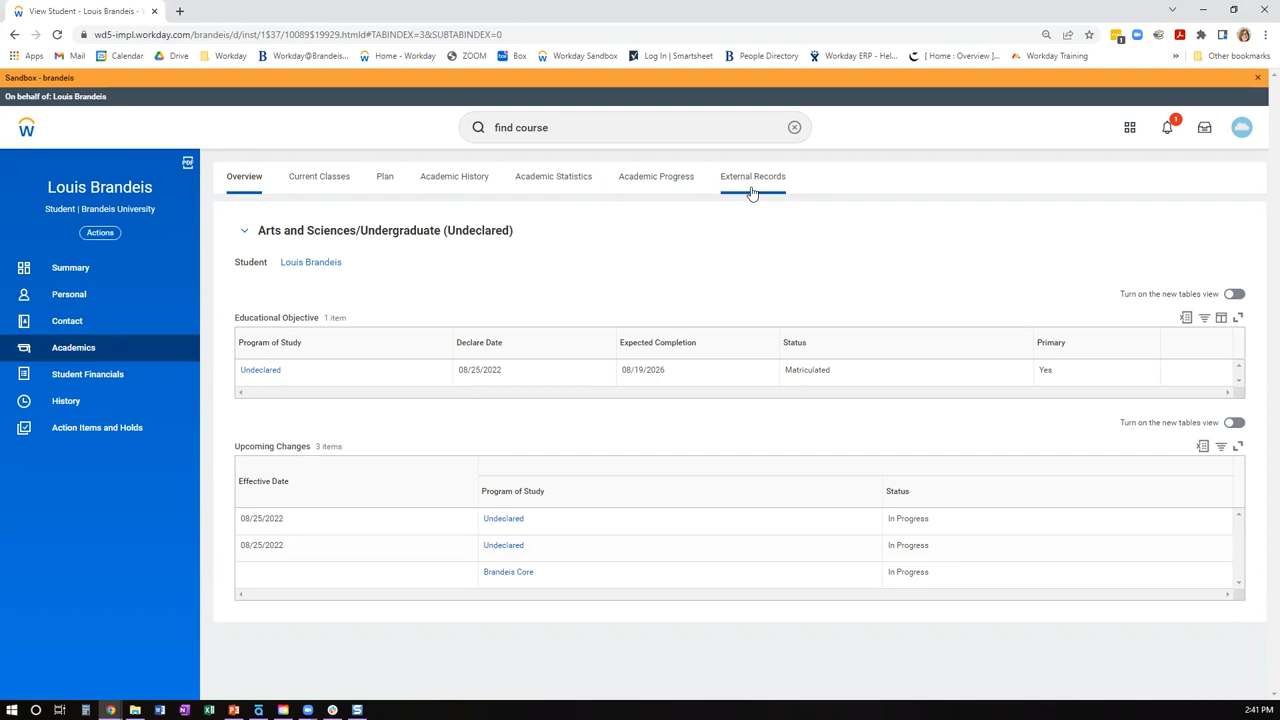 View Student - Louis Brandeis
wd5-impl.workday.com/brandeis/d/inst/1$37/10089$19929.htmld#TABINDEX=3&SUBTABINDEX=0
Apps Mail Calendar Drive Workday Workday@Brandeis... Home - Workday ZOOM Box Workday Sandbox Log In | Smartsheet People Directory Workday ERP - Help... [ Home : Overview ]... Workday Training » Other bookmarks
Sandbox - brandeis
On behalf of: Louis Brandeis
find course
1
PDF
Louis Brandeis
Student | Brandeis University
Actions
Summary
Personal
Contact
Academics
Student Financials
History
Action Items and Holds
Overview Current Classes Plan Academic History Academic Statistics Academic Progress External Records
Arts and Sciences/Undergraduate (Undeclared)
Student Louis Brandeis
Turn on the new tables view
Educational Objective 1 item
Program of Study Declare Date Expected Completion Status Primary
Undeclared 08/25/2022 08/19/2026 Matriculated Yes
Turn on the new tables view
Upcoming Changes 3 items
Effective Date
Program of Study Status
08/25/2022 Undeclared In Progress
08/25/2022 Undeclared In Progress
Brandeis Core In Progress
2:41 PM